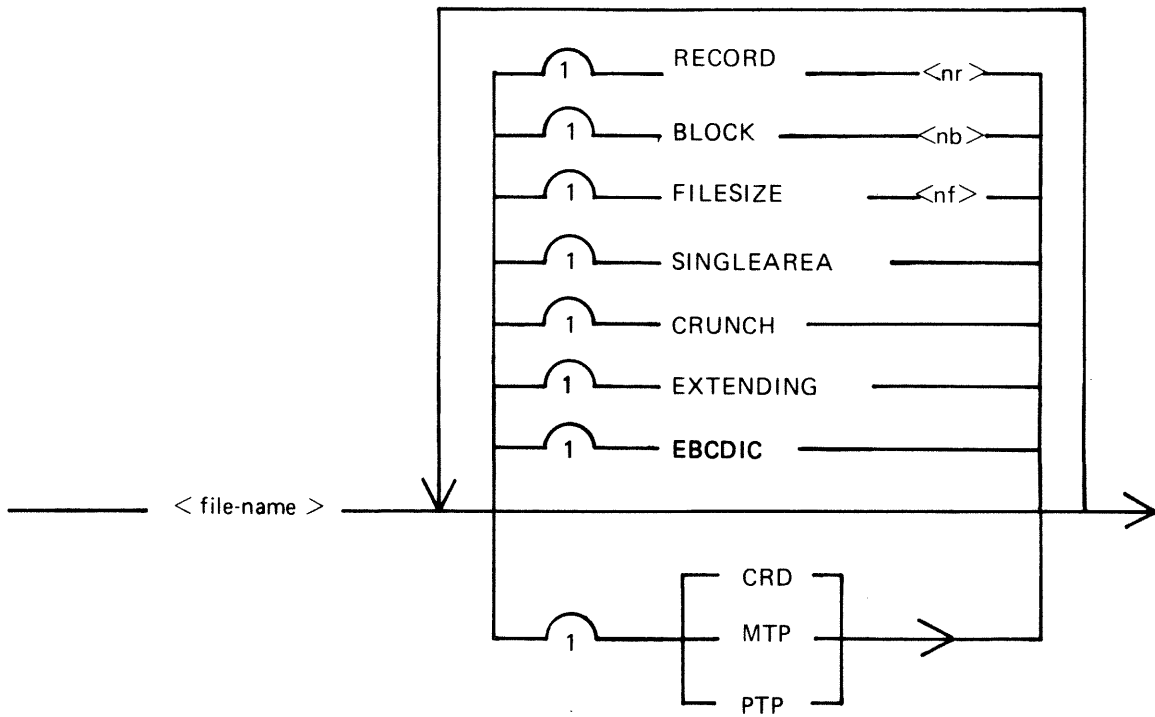 1 RECORD <nr>
1 BLOCK <nb>
1 FILESIZE <nf>
1 SINGLEAREA
1 CRUNCH
1 EXTENDING
1 EBCDIC
< file-name >
CRD
1 MTP
PTP